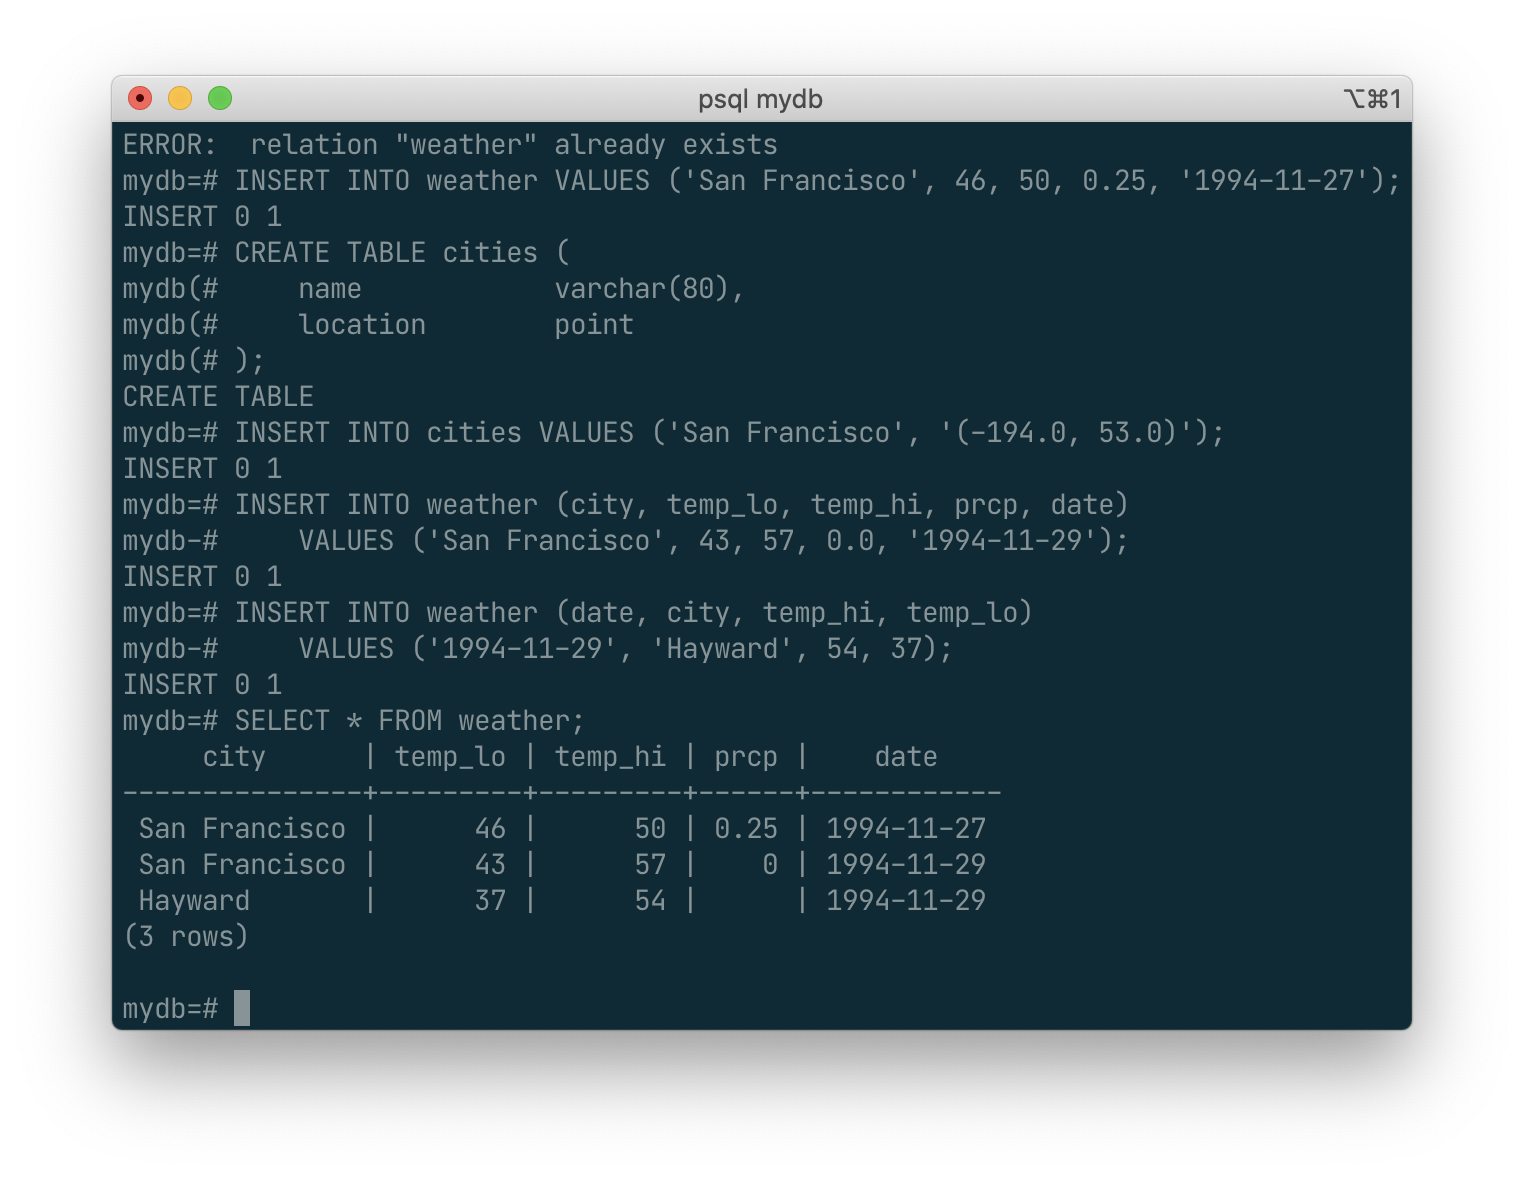 psql mydb ⌥⌘1
ERROR:  relation "weather" already exists
mydb=# INSERT INTO weather VALUES ('San Francisco', 46, 50, 0.25, '1994-11-27');
INSERT 0 1
mydb=# CREATE TABLE cities (
mydb(#     name            varchar(80),
mydb(#     location        point
mydb(# );
CREATE TABLE
mydb=# INSERT INTO cities VALUES ('San Francisco', '(-194.0, 53.0)');
INSERT 0 1
mydb=# INSERT INTO weather (city, temp_lo, temp_hi, prcp, date)
mydb-#     VALUES ('San Francisco', 43, 57, 0.0, '1994-11-29');
INSERT 0 1
mydb=# INSERT INTO weather (date, city, temp_hi, temp_lo)
mydb-#     VALUES ('1994-11-29', 'Hayward', 54, 37);
INSERT 0 1
mydb=# SELECT * FROM weather;
     city      | temp_lo | temp_hi | prcp |    date
---------------+---------+---------+------+------------
 San Francisco |      46 |      50 | 0.25 | 1994-11-27
 San Francisco |      43 |      57 |    0 | 1994-11-29
 Hayward       |      37 |      54 |      | 1994-11-29
(3 rows)

mydb=#